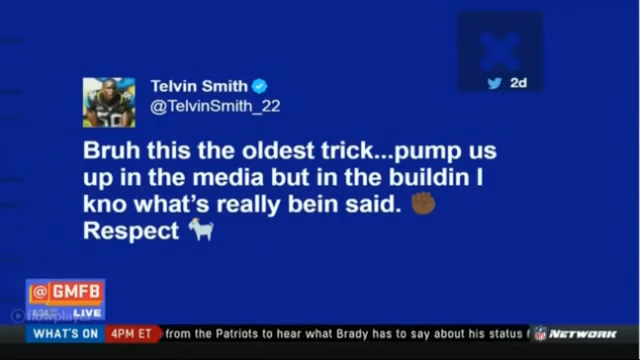 2d
Telvin Smith
@TelvinSmith_22
Bruh this the oldest trick...pump us
up in the media but in the buildin I
kno what's really bein said. ✊🏾
Respect 🐐
@GMFB
LIVE
WHAT'S ON 4PM ET from the Patriots to hear what Brady has to say about his status NFL NETWORK